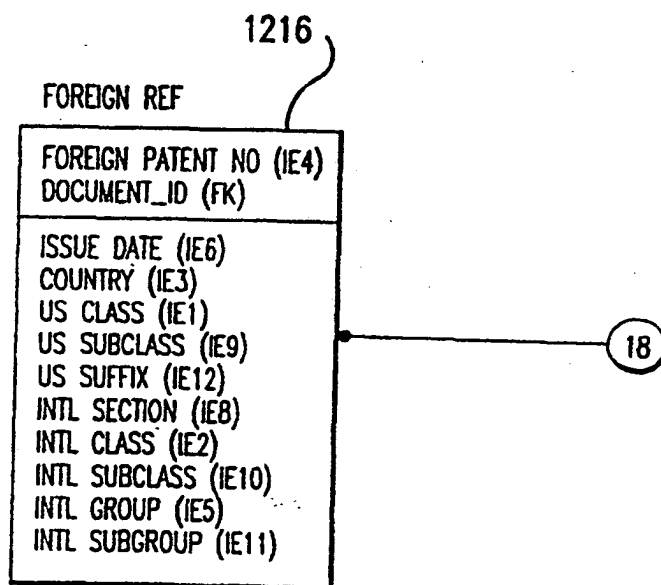 1216
FOREIGN REF
FOREIGN PATENT NO (IE4)
DOCUMENT_ID (FK)
ISSUE DATE (IE6)
COUNTRY (IE3)
US CLASS (IE1)
US SUBCLASS (IE9)
US SUFFIX (IE12)
INTL SECTION (IE8)
INTL CLASS (IE2)
INTL SUBCLASS (IE10)
INTL GROUP (IE5)
INTL SUBGROUP (IE11)
18